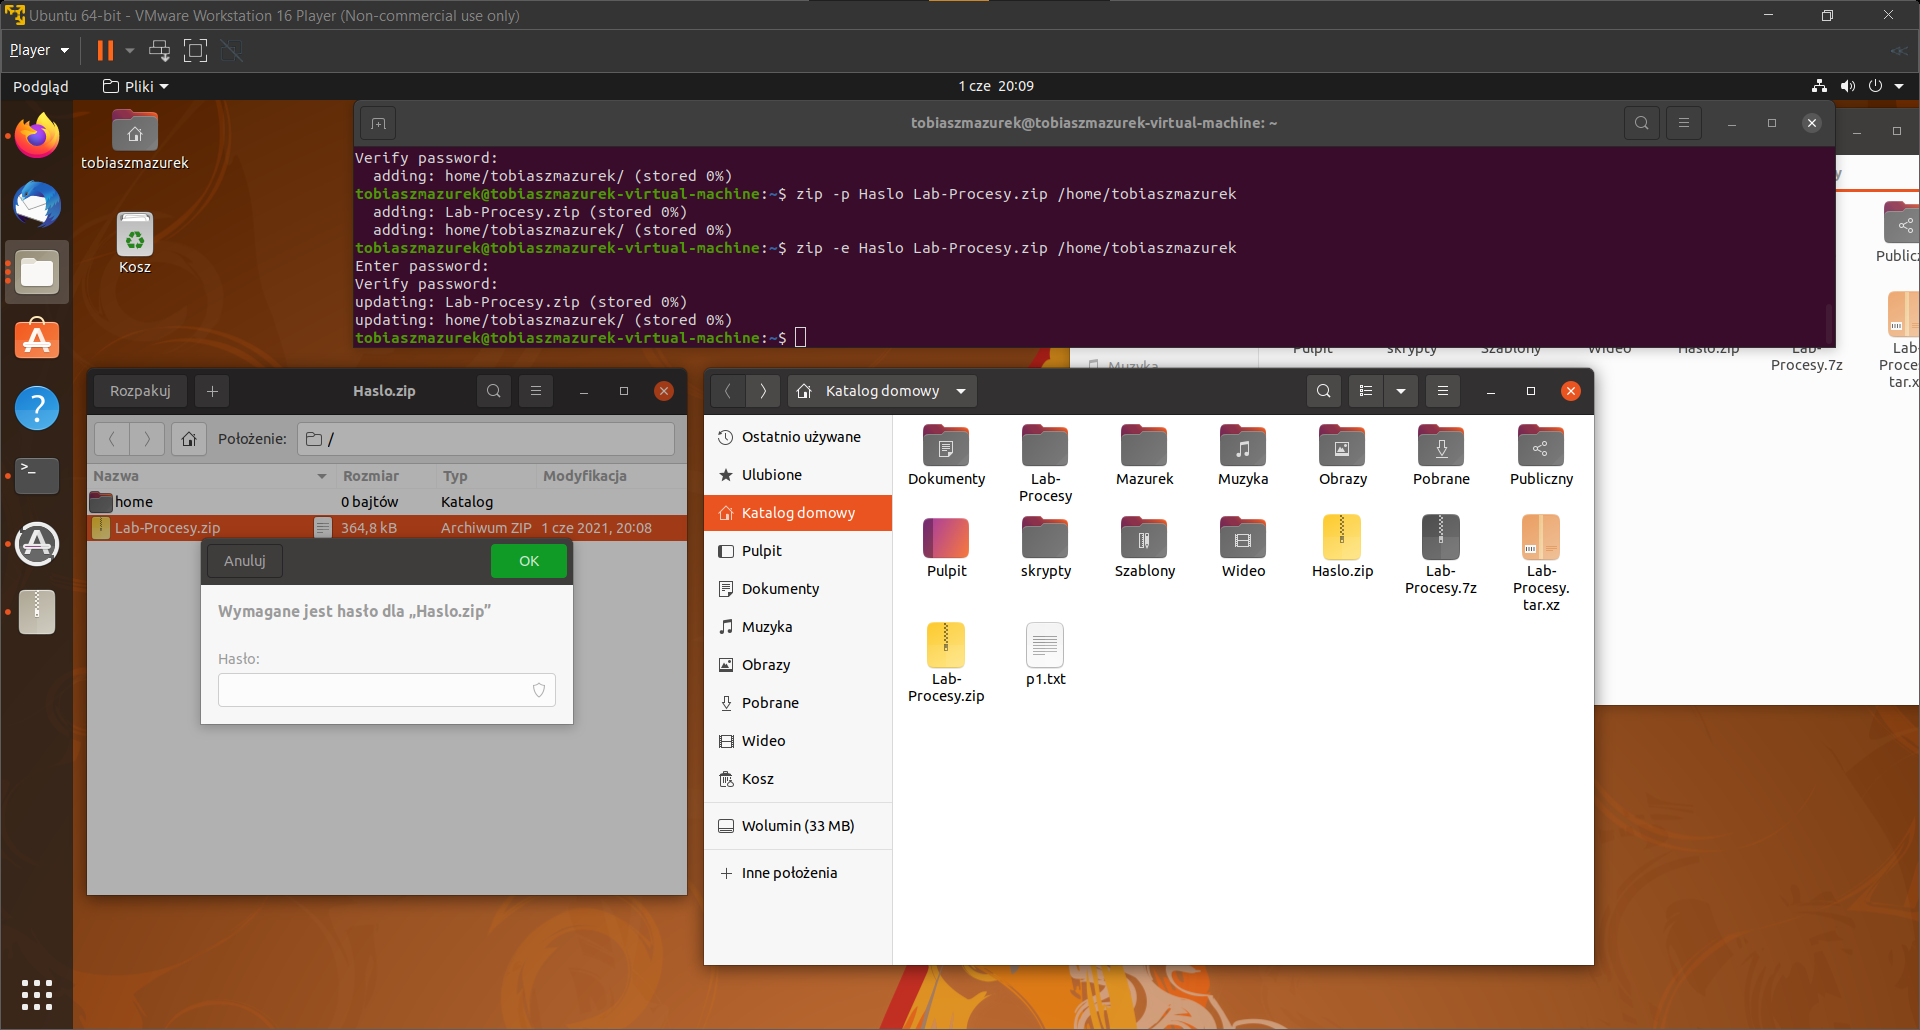 Ubuntu 64-bit - VMware Workstation 16 Player (Non-commercial use only)
Player
Podgląd
Pliki
1 cze 20:09
tobiaszmazurek
Kosz
tobiaszmazurek@tobiaszmazurek-virtual-machine: ~
Verify password:
adding: home/tobiaszmazurek/ (stored 0%)
tobiaszmazurek@tobiaszmazurek-virtual-machine:~$ zip -p Haslo Lab-Procesy.zip /home/tobiaszmazurek
adding: Lab-Procesy.zip (stored 0%)
adding: home/tobiaszmazurek/ (stored 0%)
tobiaszmazurek@tobiaszmazurek-virtual-machine:~$ zip -e Haslo Lab-Procesy.zip /home/tobiaszmazurek
Enter password:
Verify password:
updating: Lab-Procesy.zip (stored 0%)
updating: home/tobiaszmazurek/ (stored 0%)
tobiaszmazurek@tobiaszmazurek-virtual-machine:~$
y
Publicz
Muzyka
Pulpit
skrypty
Szablony
Wideo
Haslo.zip
Lab-
Procesy.7z
Lab-
Proces
tar.x
Rozpakuj
Haslo.zip
Położenie:
/
Nazwa
Rozmiar
Typ
Modyfikacja
home
0 bajtów
Katalog
Lab-Procesy.zip
364,8 kB
Archiwum ZIP
1 cze 2021, 20:08
Anuluj
OK
Wymagane jest hasło dla „Haslo.zip”
Hasło:
Katalog domowy
Ostatnio używane
Ulubione
Katalog domowy
Pulpit
Dokumenty
Muzyka
Obrazy
Pobrane
Wideo
Kosz
Wolumin (33 MB)
Inne położenia
Dokumenty
Lab-
Procesy
Mazurek
Muzyka
Obrazy
Pobrane
Publiczny
Pulpit
skrypty
Szablony
Wideo
Haslo.zip
Lab-
Procesy.7z
Lab-
Procesy.
tar.xz
Lab-
Procesy.zip
p1.txt